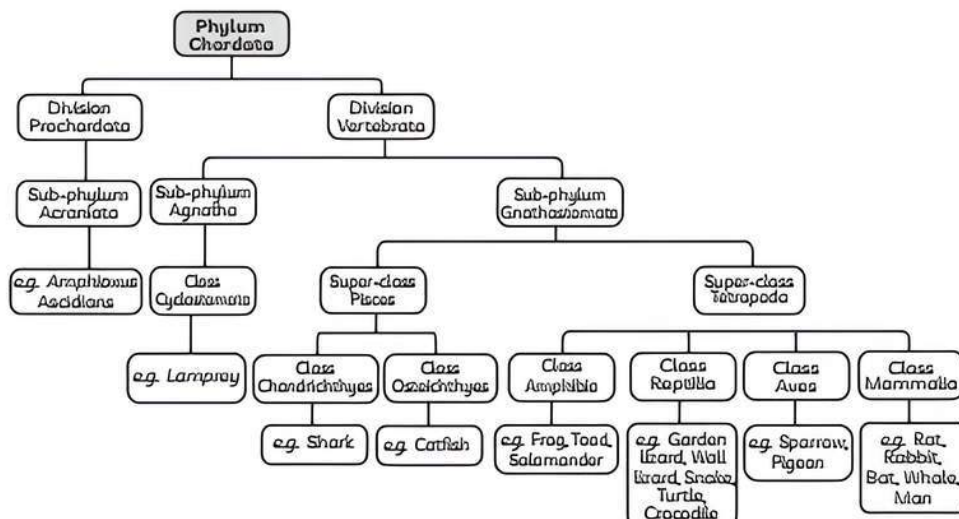 Phylum
Chordata
Division
Prochordata
Division
Vertebrata
Sub-phylum
Acraniata
Sub-phylum
Agnatha
Sub-phylum
Gnathostomata
e.g. Amphioxus
Ascidians
Class
Cyclostomata
Super-class
Pisces
Super-class
Tetrapoda
e.g. Lamprey
Class
Chondrichthyes
Class
Osteichthyes
Class
Amphibia
Class
Reptilia
Class
Aves
Class
Mammalia
e.g. Shark
e.g. Catfish
e.g. Frog, Toad,
Salamander
e.g. Garden
lizard, Wall
lizard, Snake,
Turtle,
Crocodile
e.g. Sparrow,
Pigeon
e.g. Rat,
Rabbit,
Bat, Whale,
Man